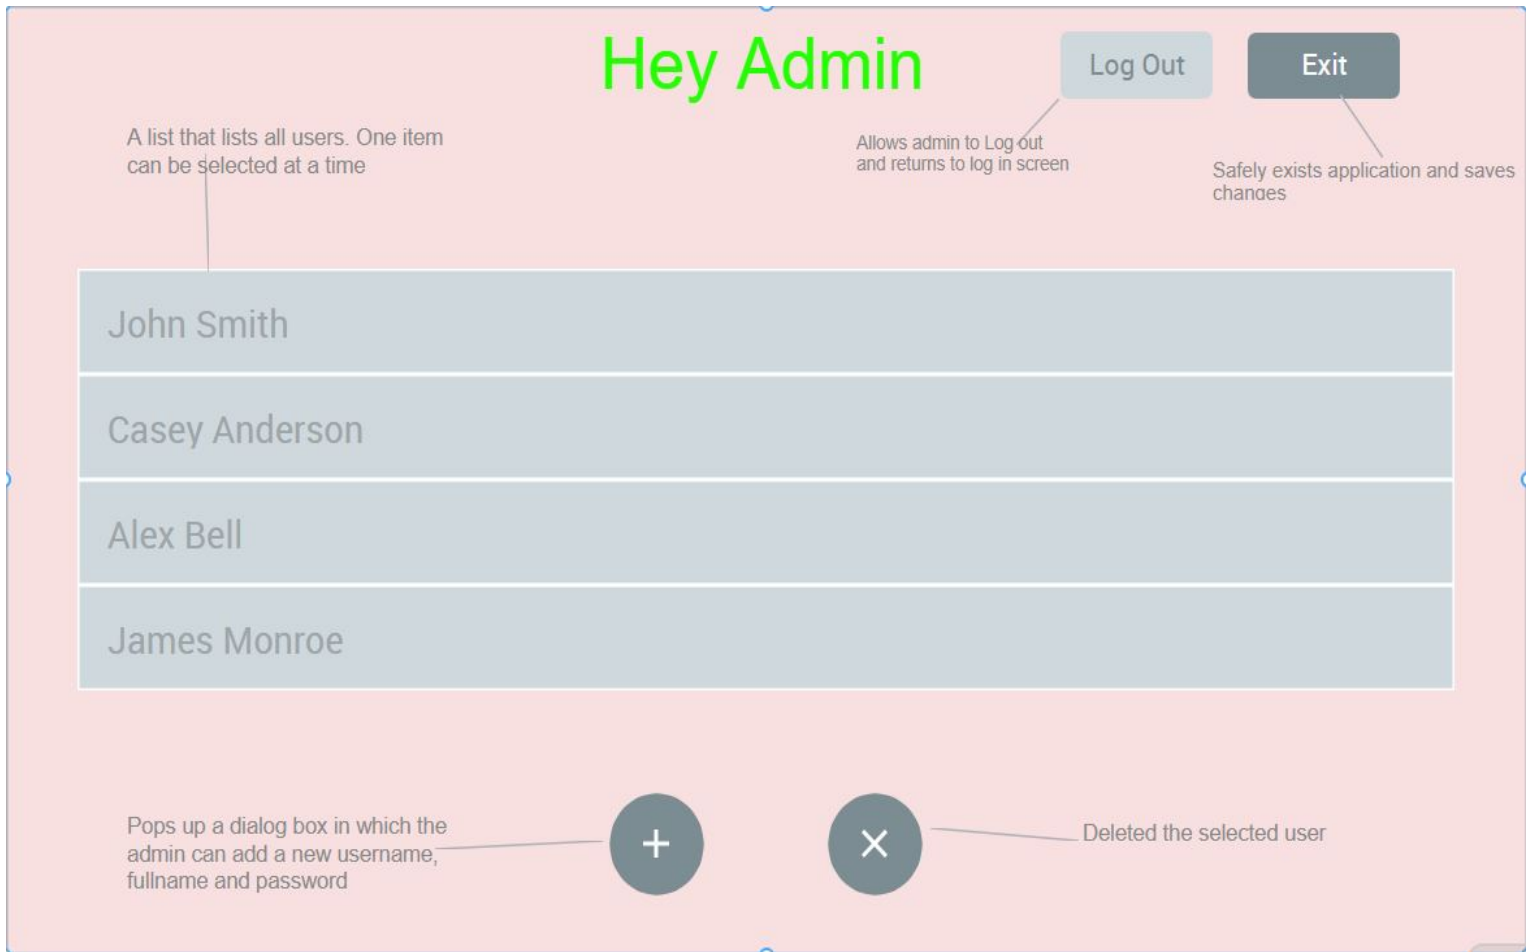 Hey Admin
Log Out
Exit
A list that lists all users. One item
can be selected at a time
Allows admin to Log out
and returns to log in screen
Safely exists application and saves
changes
John Smith
Casey Anderson
Alex Bell
James Monroe
Pops up a dialog box in which the
admin can add a new username,
fullname and password
+
×
Deleted the selected user